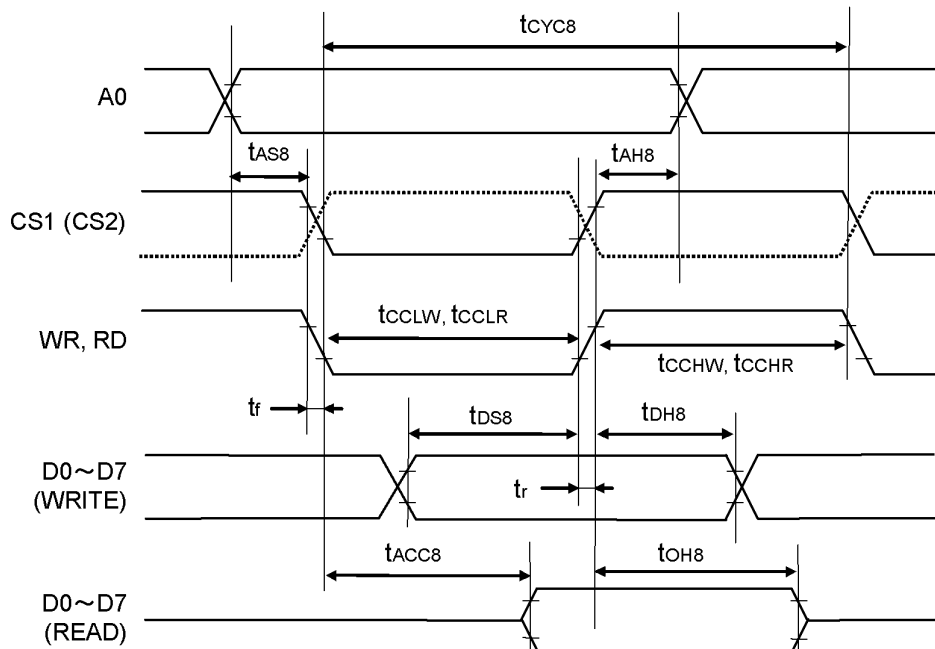 tCYC8
A0
tAS8
tAH8
CS1 (CS2)
tCCLW, tCCLR
WR, RD
tCCHW, tCCHR
tf
tDS8
tDH8
D0～D7
(WRITE)
tr
tACC8
tOH8
D0～D7
(READ)